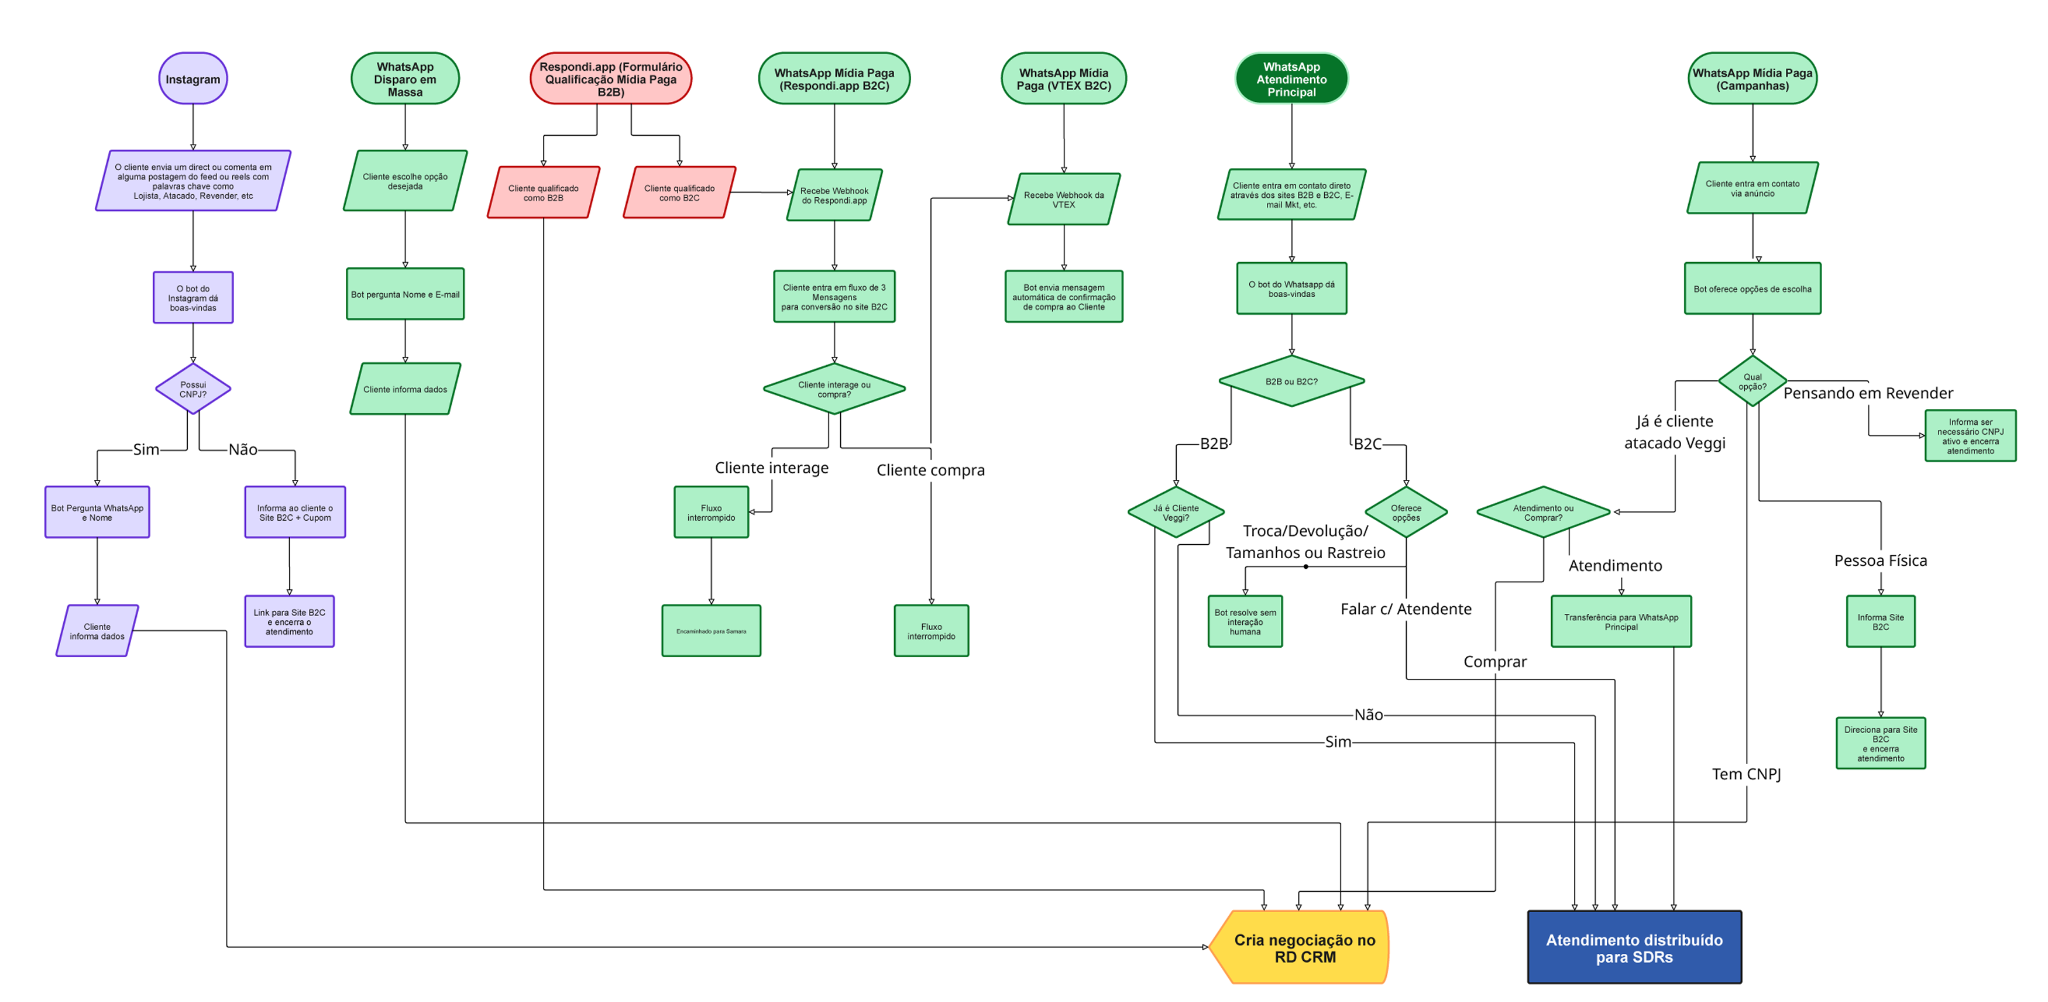 Instagram
WhatsApp
Disparo em
Massa
Respondi.app (Formulário
Qualificação Mídia Paga
B2B)
WhatsApp Mídia Paga
(Respondi.app B2C)
WhatsApp Mídia
Paga (VTEX B2C)
WhatsApp
Atendimento
Principal
WhatsApp Mídia Paga
(Campanhas)
O cliente envia um direct ou comenta em
alguma postagem do feed ou reels com
palavras chave como
Lojista, Atacado, Revender, etc
Cliente escolhe opção
desejada
Cliente qualificado
como B2B
Cliente qualificado
como B2C
Recebe Webhook
do Respondi.app
Recebe Webhook da
VTEX
Cliente entra em contato direto
através dos sites B2B e B2C, E-
mail Mkt, etc.
Cliente entra em contato
via anúncio
O bot do
Instagram dá
boas-vindas
Bot pergunta Nome e E-mail
Cliente entra em fluxo de 3
Mensagens
para conversão no site B2C
Bot envia mensagem
automática de confirmação
de compra ao Cliente
O bot do Whatsapp dá
boas-vindas
Bot oferece opções de escolha
Possui
CNPJ?
Cliente informa dados
Cliente interage ou
compra?
B2B ou B2C?
Qual
opção?
Pensando em Revender
Já é cliente
atacado Veggi
Informa ser
necessário CNPJ
ativo e encerra
atendimento
Sim
Não
Cliente interage
Cliente compra
B2B
B2C
Bot Pergunta WhatsApp
e Nome
Informa ao cliente o
Site B2C + Cupom
Fluxo
interrompido
Já é Cliente
Veggi?
Oferece
opções
Atendimento ou
Comprar?
Troca/Devolução/
Tamanhos ou Rastreio
Atendimento
Pessoa Física
Cliente
informa dados
Link para Site B2C
e encerra o
atendimento
Encaminhado para Samara
Fluxo
interrompido
Bot resolve sem
interação
humana
Falar c/ Atendente
Transferência para WhatsApp
Principal
Informa Site
B2C
Comprar
Não
Sim
Direciona para Site
B2C
e encerra
atendimento
Tem CNPJ
Cria negociação no
RD CRM
Atendimento distribuído
para SDRs